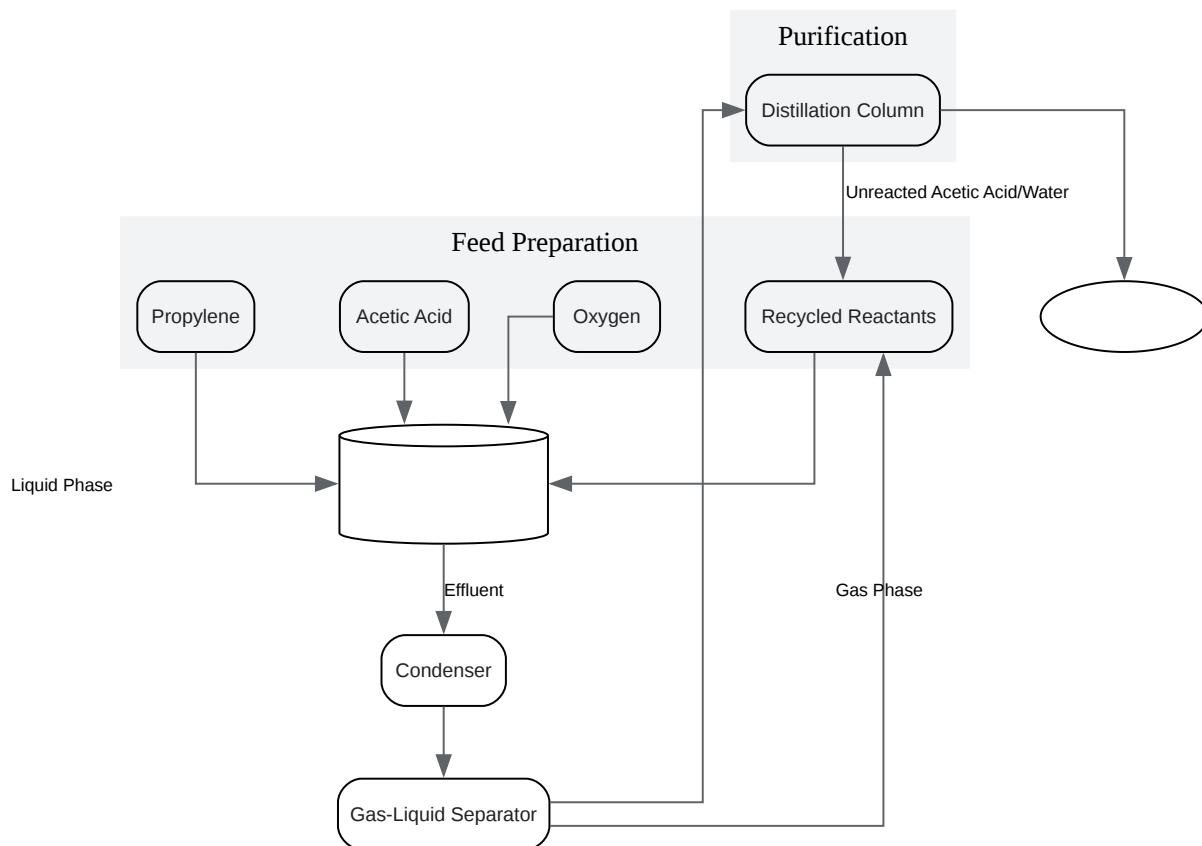 Purification
Distillation Column
Unreacted Acetic Acid/Water
Feed Preparation
Propylene
Acetic Acid
Oxygen
Recycled Reactants
Liquid Phase
Effluent
Gas Phase
Condenser
Gas-Liquid Separator